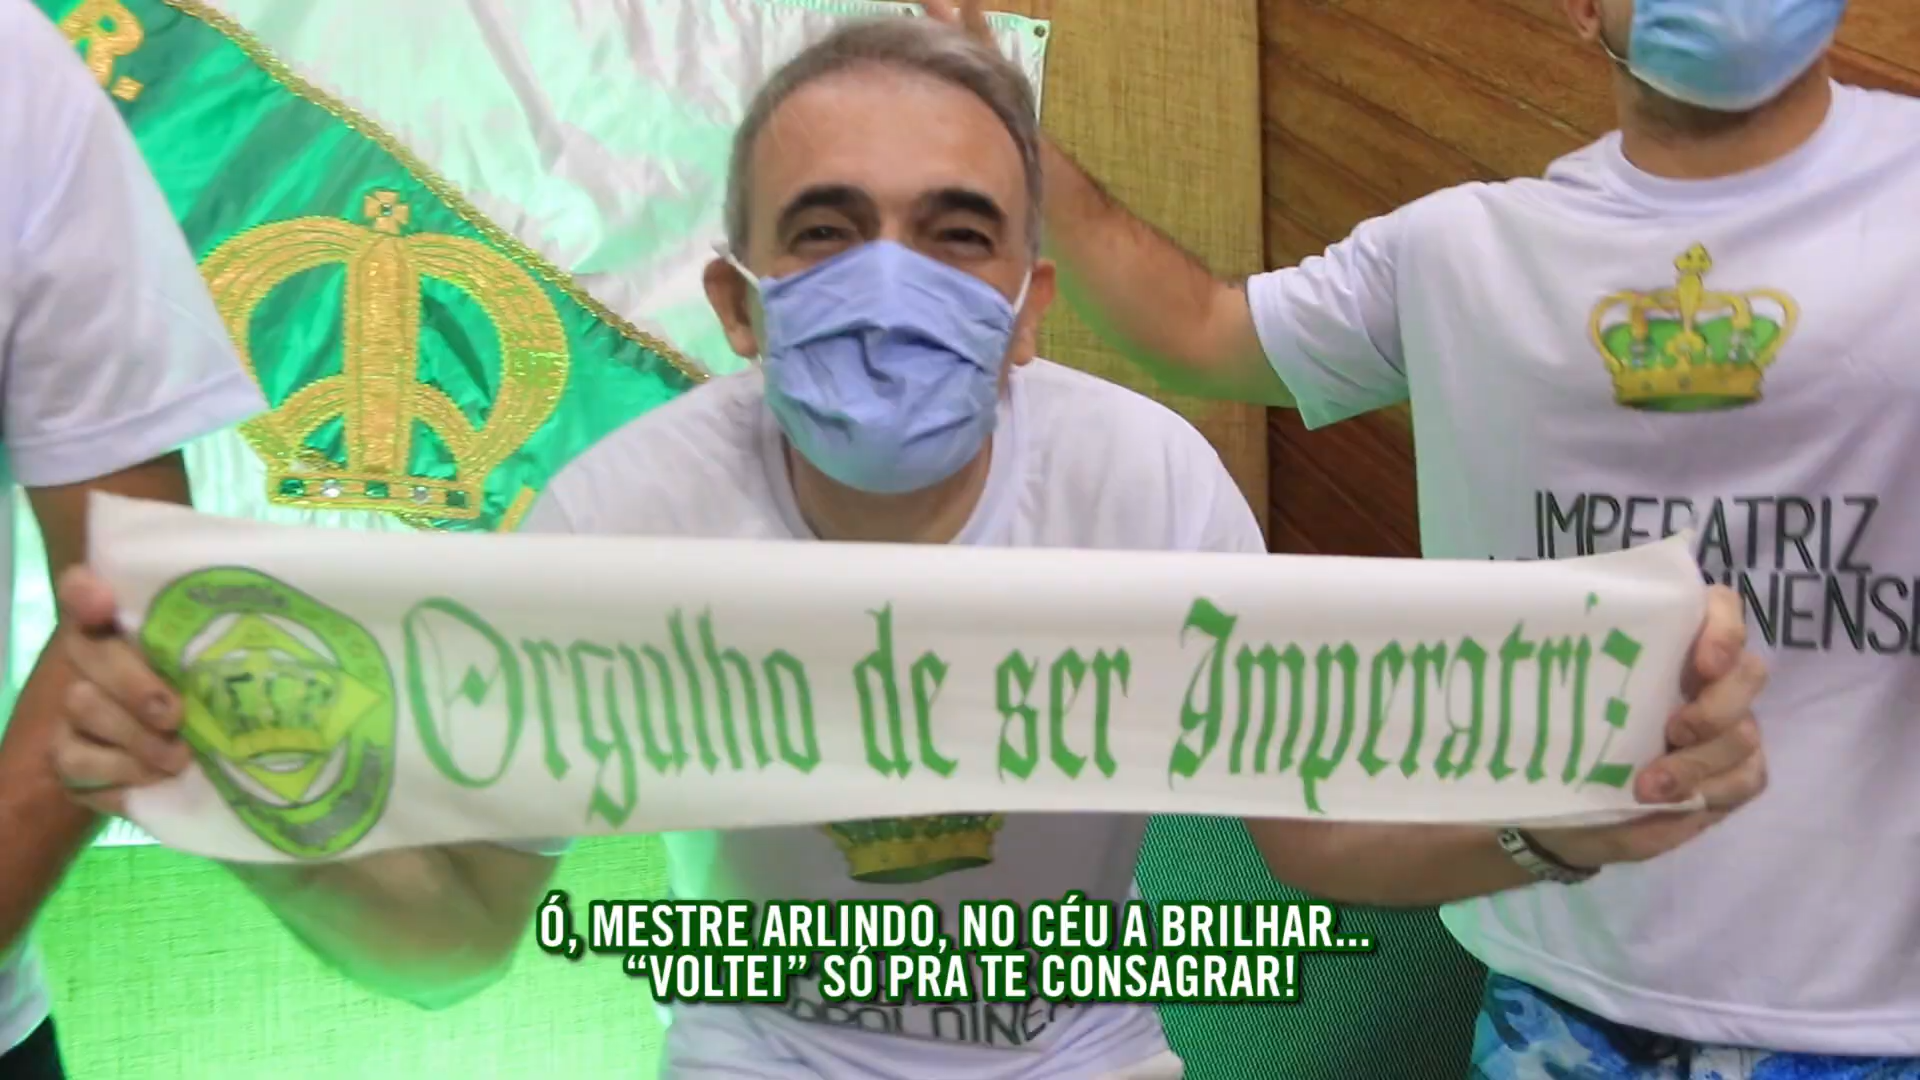 R.
IMPERATRIZ
Orgulho de ser Imperatriz
Ó, MESTRE ARLINDO, NO CÉU A BRILHAR...
“VOLTEI” SÓ PRA TE CONSAGRAR!